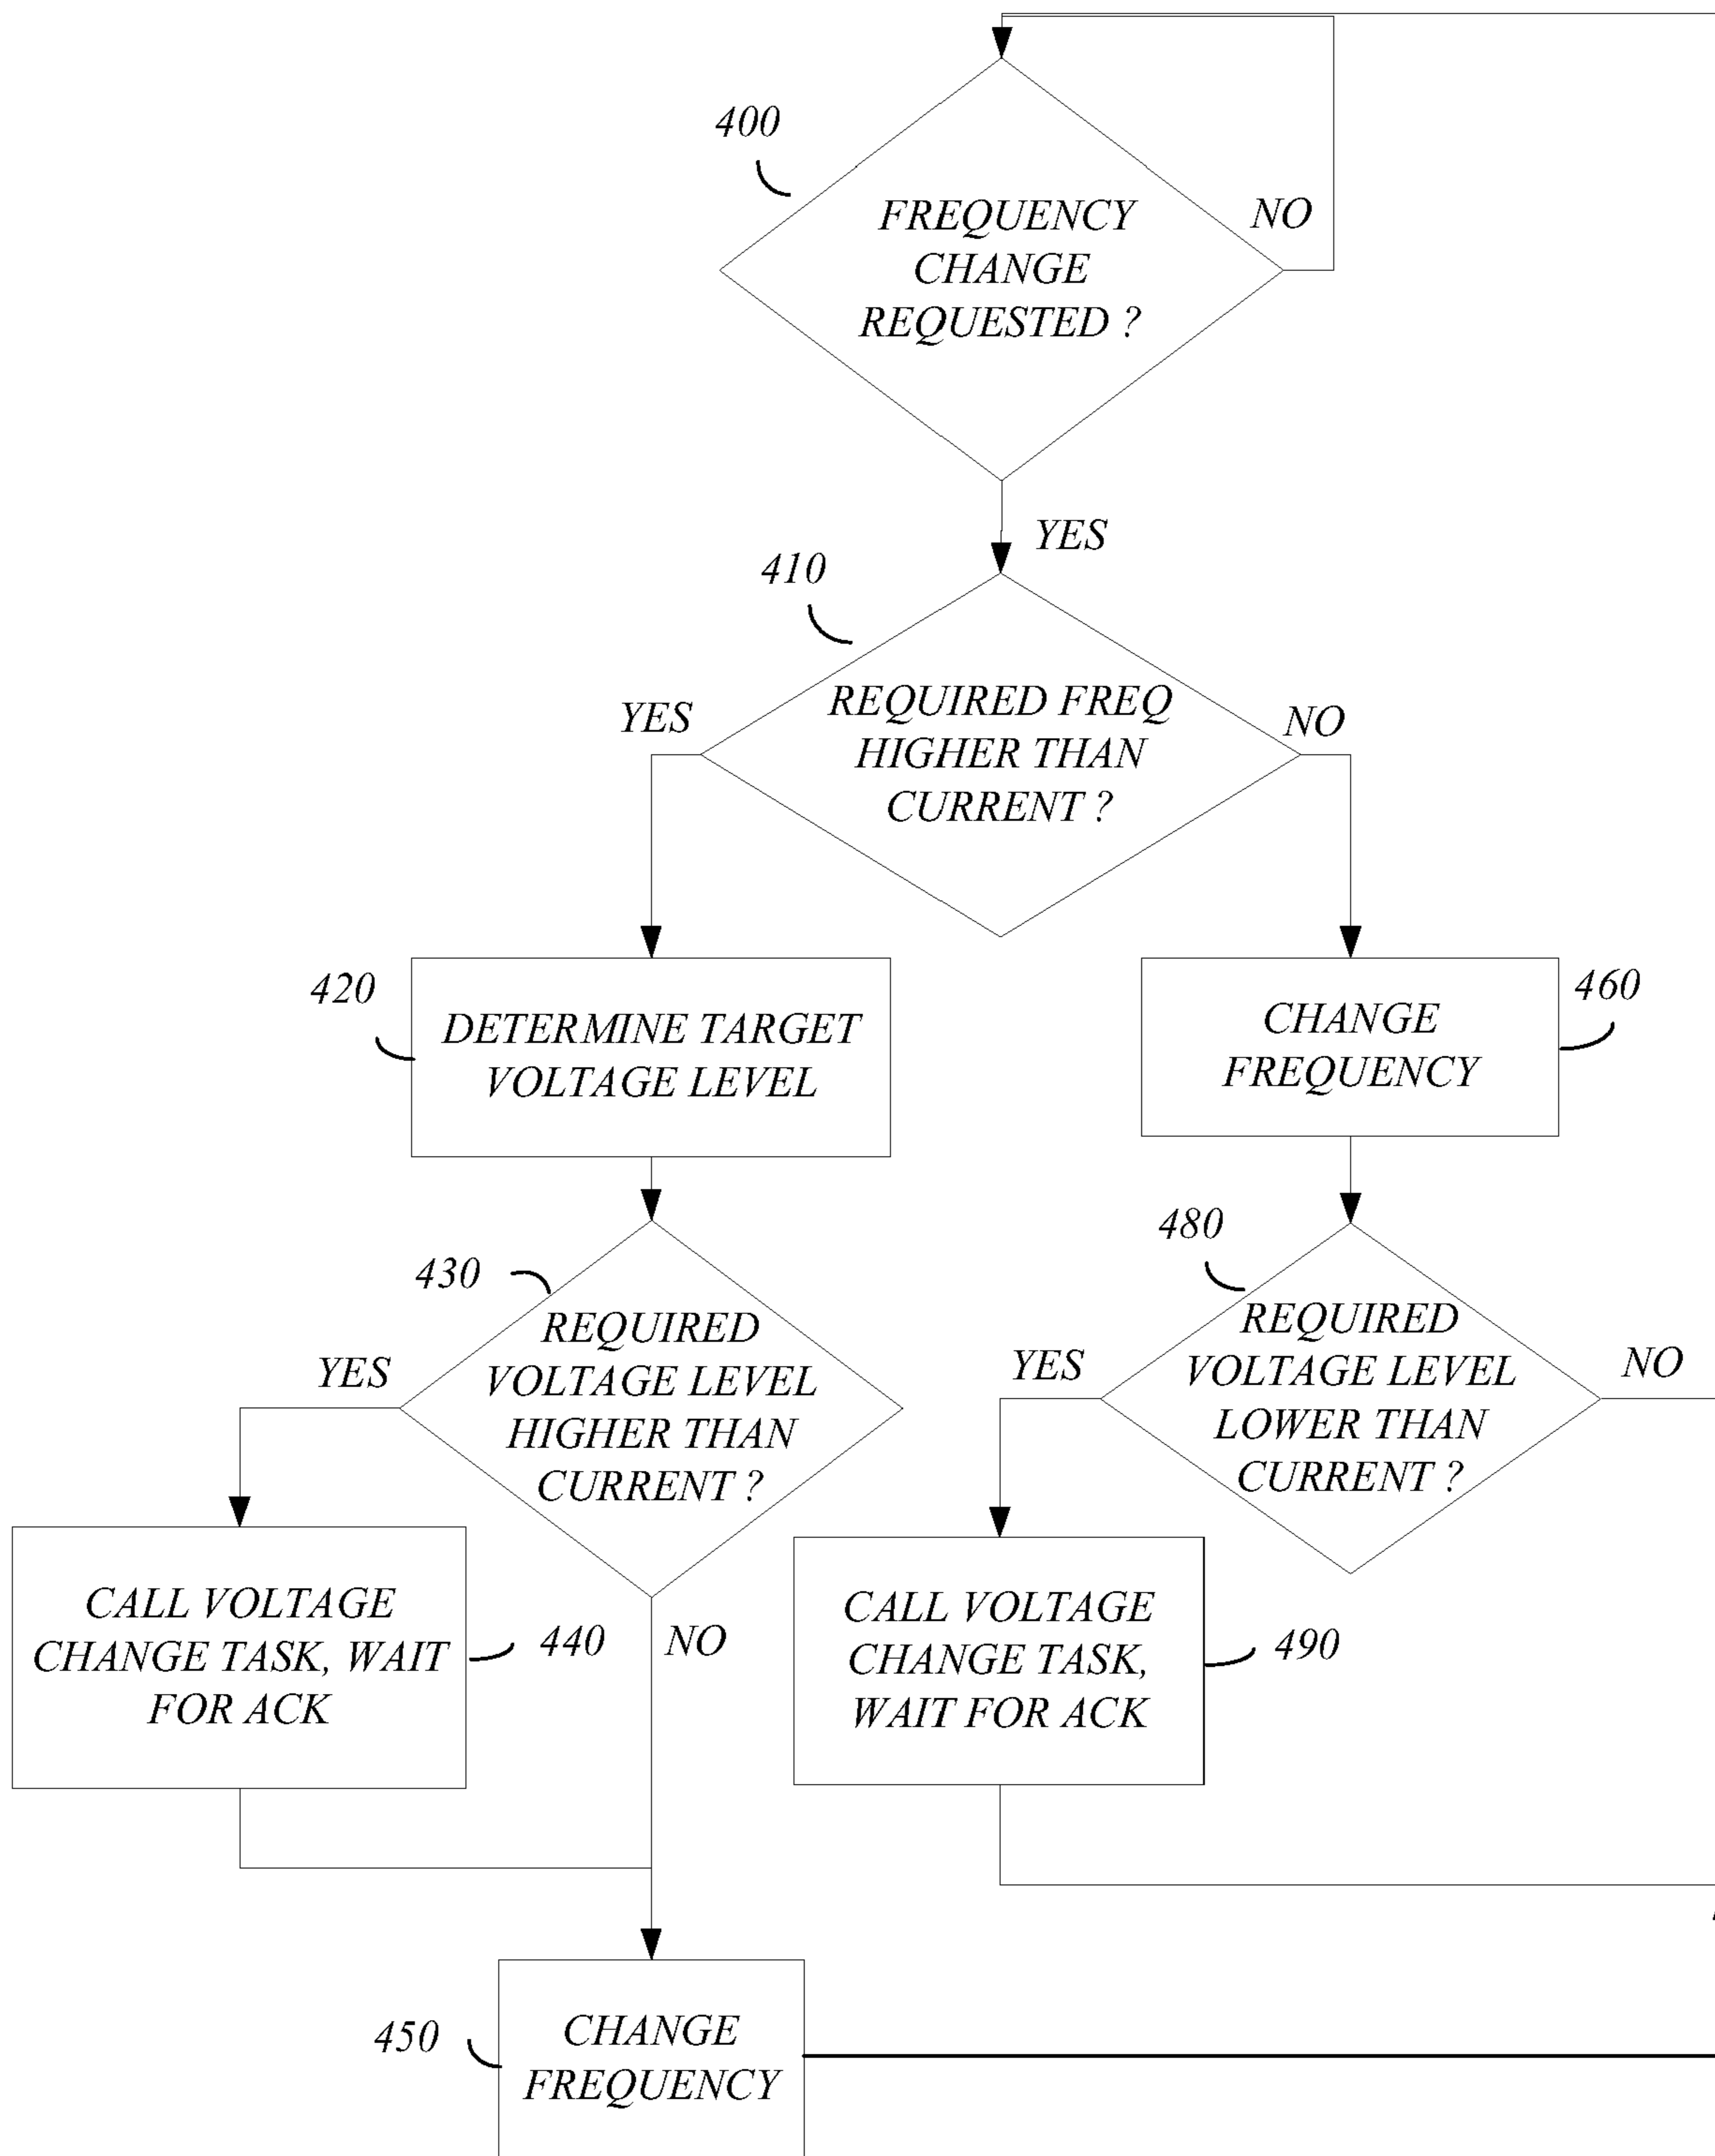 400
FREQUENCY
CHANGE
REQUESTED ?
NO
YES
410
REQUIRED FREQ
HIGHER THAN
CURRENT ?
YES
NO
420
DETERMINE TARGET
VOLTAGE LEVEL
CHANGE
FREQUENCY
460
430
REQUIRED
VOLTAGE LEVEL
HIGHER THAN
CURRENT ?
YES
NO
480
REQUIRED
VOLTAGE LEVEL
LOWER THAN
CURRENT ?
YES
NO
CALL VOLTAGE
CHANGE TASK, WAIT
FOR ACK
440
CALL VOLTAGE
CHANGE TASK,
WAIT FOR ACK
490
450
CHANGE
FREQUENCY